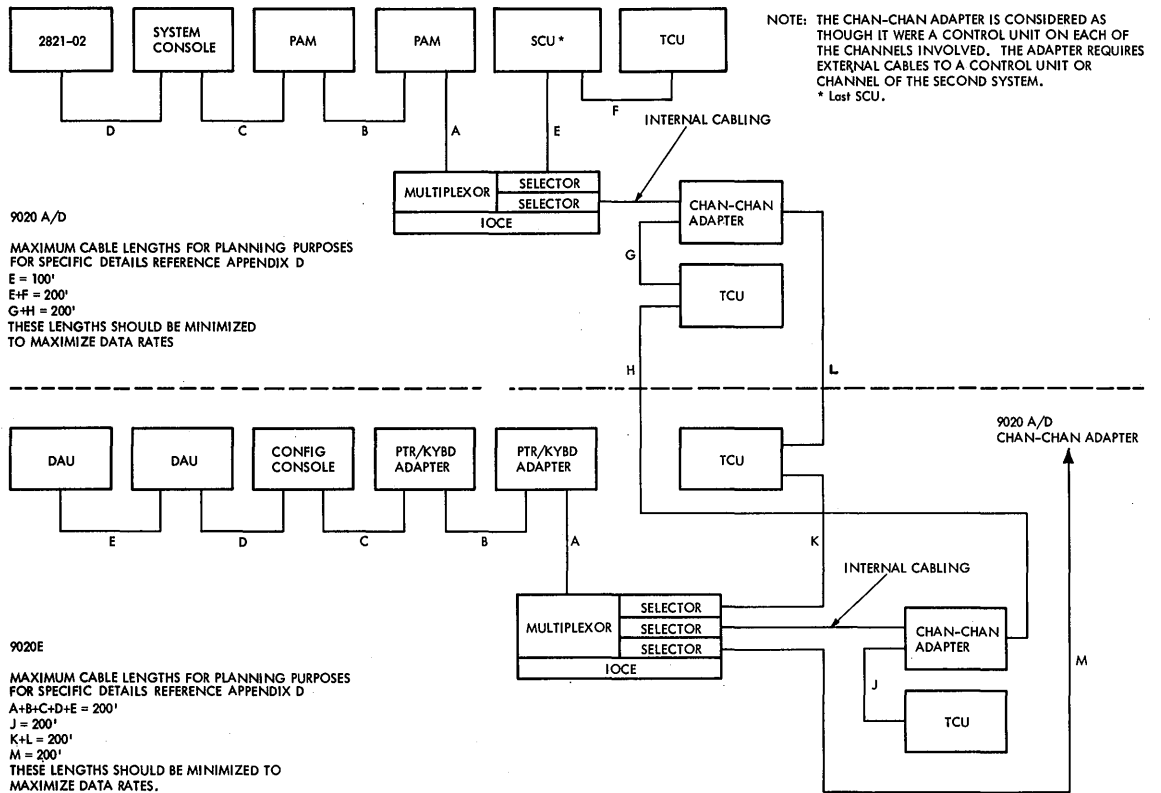 2821-02
SYSTEM
CONSOLE
PAM
PAM
SCU *
TCU
NOTE: THE CHAN-CHAN ADAPTER IS CONSIDERED AS
THOUGH IT WERE A CONTROL UNIT ON EACH OF
THE CHANNELS INVOLVED. THE ADAPTER REQUIRES
EXTERNAL CABLES TO A CONTROL UNIT OR
CHANNEL OF THE SECOND SYSTEM.
* Last SCU.
D
C
B
A
E
F
INTERNAL CABLING
MULTIPLEXOR
SELECTOR
SELECTOR
IOCE
CHAN-CHAN
ADAPTER
G
TCU
9020 A/D
MAXIMUM CABLE LENGTHS FOR PLANNING PURPOSES
FOR SPECIFIC DETAILS REFERENCE APPENDIX D
E = 100'
E+F = 200'
G+H = 200'
THESE LENGTHS SHOULD BE MINIMIZED
TO MAXIMIZE DATA RATES
H
L
DAU
DAU
CONFIG
CONSOLE
PTR/KYBD
ADAPTER
PTR/KYBD
ADAPTER
TCU
9020 A/D
CHAN-CHAN ADAPTER
E
D
C
B
A
K
INTERNAL CABLING
MULTIPLEXOR
SELECTOR
SELECTOR
SELECTOR
IOCE
CHAN-CHAN
ADAPTER
J
TCU
M
9020E
MAXIMUM CABLE LENGTHS FOR PLANNING PURPOSES
FOR SPECIFIC DETAILS REFERENCE APPENDIX D
A+B+C+D+E = 200'
J = 200'
K+L = 200'
M = 200'
THESE LENGTHS SHOULD BE MINIMIZED TO
MAXIMIZE DATA RATES.